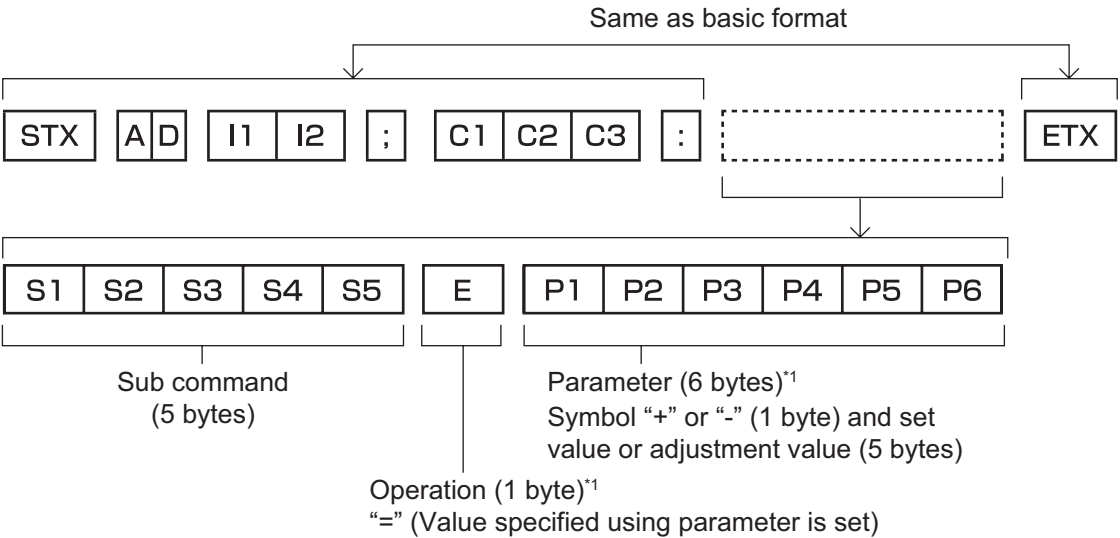 Same as basic format
STX A D I1 I2 ; C1 C2 C3 : ETX
S1 S2 S3 S4 S5 E P1 P2 P3 P4 P5 P6
Sub command
(5 bytes)
Parameter (6 bytes)*1
Symbol “+” or “-” (1 byte) and set
value or adjustment value (5 bytes)
Operation (1 byte)*1
“=” (Value specified using parameter is set)